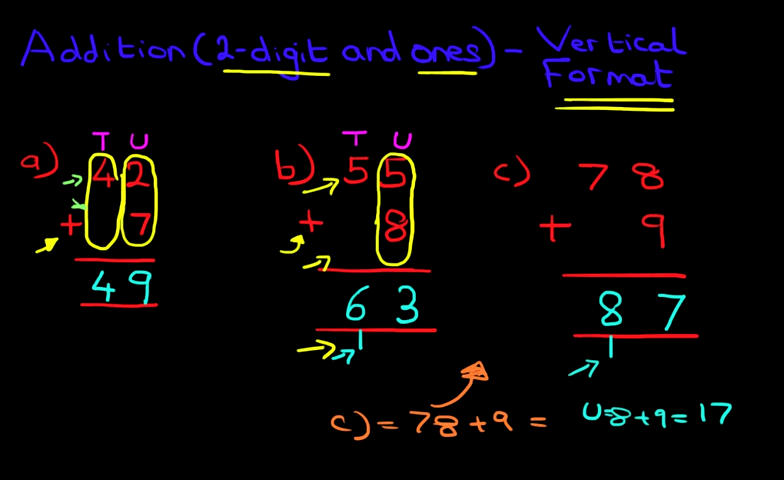 Addition (2-digit and ones) - Vertical
Format
T U
a) 4 2
+ 7
4 9
T U
b) 5 5
+ 8
6 3
1
c) 7 8
+ 9
8 7
1
c) = 78 + 9 =
U=8+9=17